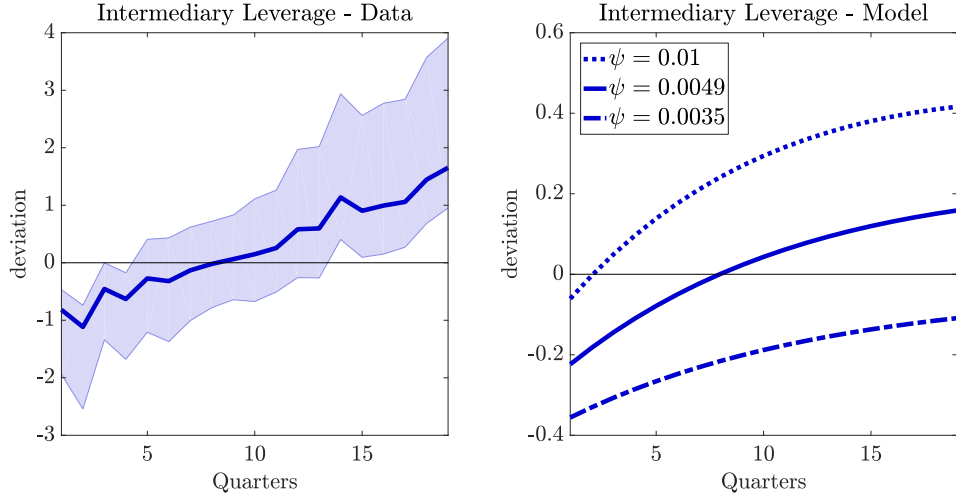 Intermediary Leverage - Data
4
3
2
1
0
-1
-2
-3
deviation
5
10
15
Quarters
Intermediary Leverage - Model
0.6
0.4
0.2
0
-0.2
-0.4
deviation
ψ = 0.01
ψ = 0.0049
ψ = 0.0035
5
10
15
Quarters